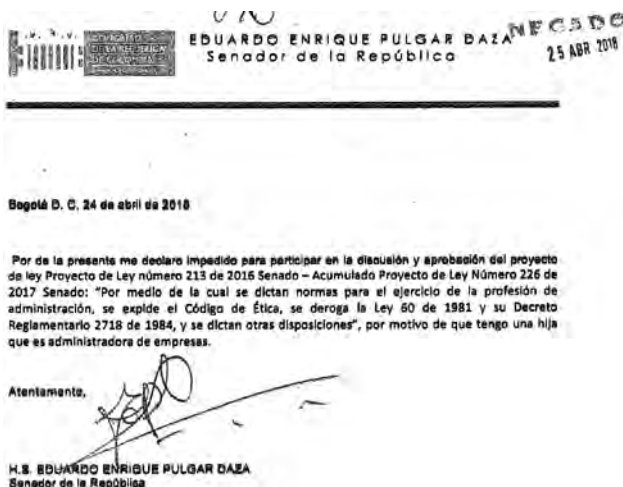 EDUARDO ENRIQUE PULGAR DAZA
Senador de la República
NEGADO
25 ABR 2018
Bogotá D. C, 24 de abril de 2018
Por de la presente me declaro impedido para participar en la discusión y aprobación del proyecto
de ley Proyecto de Ley número 213 de 2016 Senado – Acumulado Proyecto de Ley Número 226 de
2017 Senado: "Por medio de la cual se dictan normas para el ejercicio de la profesión de
administración, se expide el Código de Ética, se deroga la Ley 60 de 1981 y su Decreto
Reglamentario 2718 de 1984, y se dictan otras disposiciones", por motivo de que tengo una hija
que es administradora de empresas.
Atentamente,
H.S. EDUARDO ENRIQUE PULGAR DAZA
Senador de la República